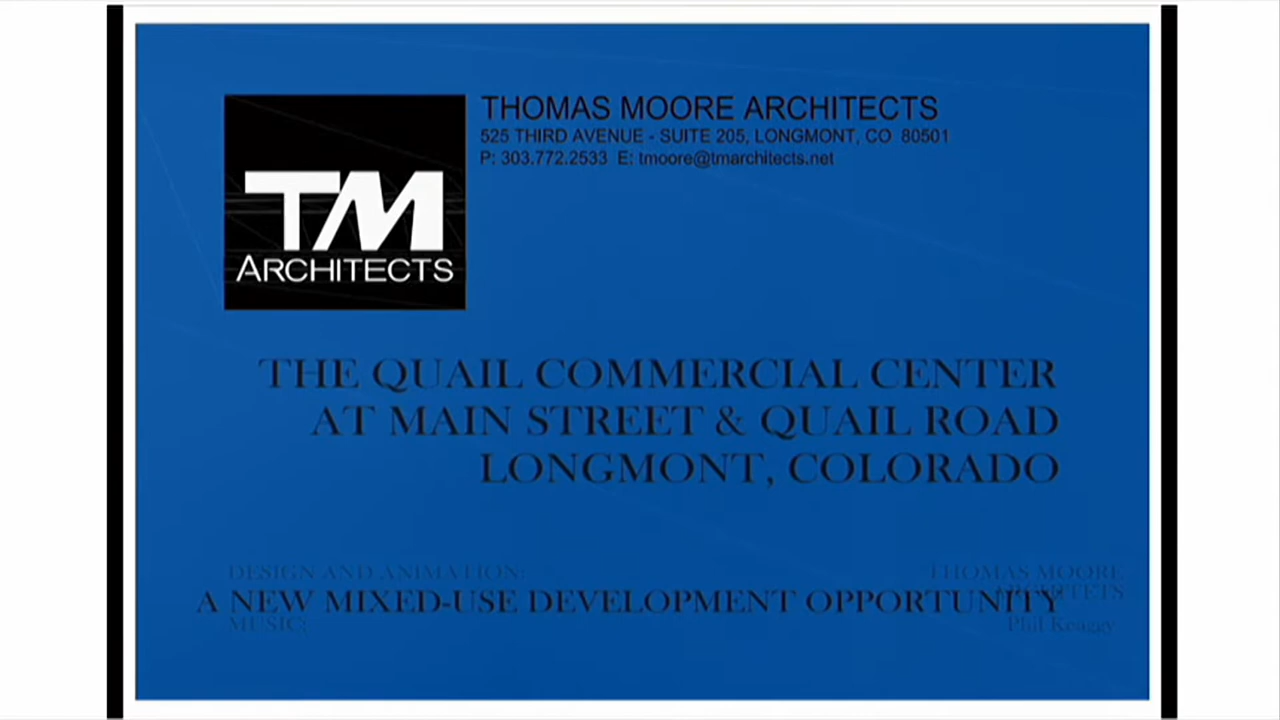 TM
ARCHITECTS
THOMAS MOORE ARCHITECTS
525 THIRD AVENUE - SUITE 205, LONGMONT, CO 80501
P: 303.772.2533 E: tmoore@tmarchitects.net
THE QUAIL COMMERCIAL CENTER
AT MAIN STREET & QUAIL ROAD
LONGMONT, COLORADO
DESIGN AND ANIMATION:
THOMAS MOORE
A NEW MIXED-USE DEVELOPMENT OPPORTUNITY
MUSIC:
Phil Keaggy